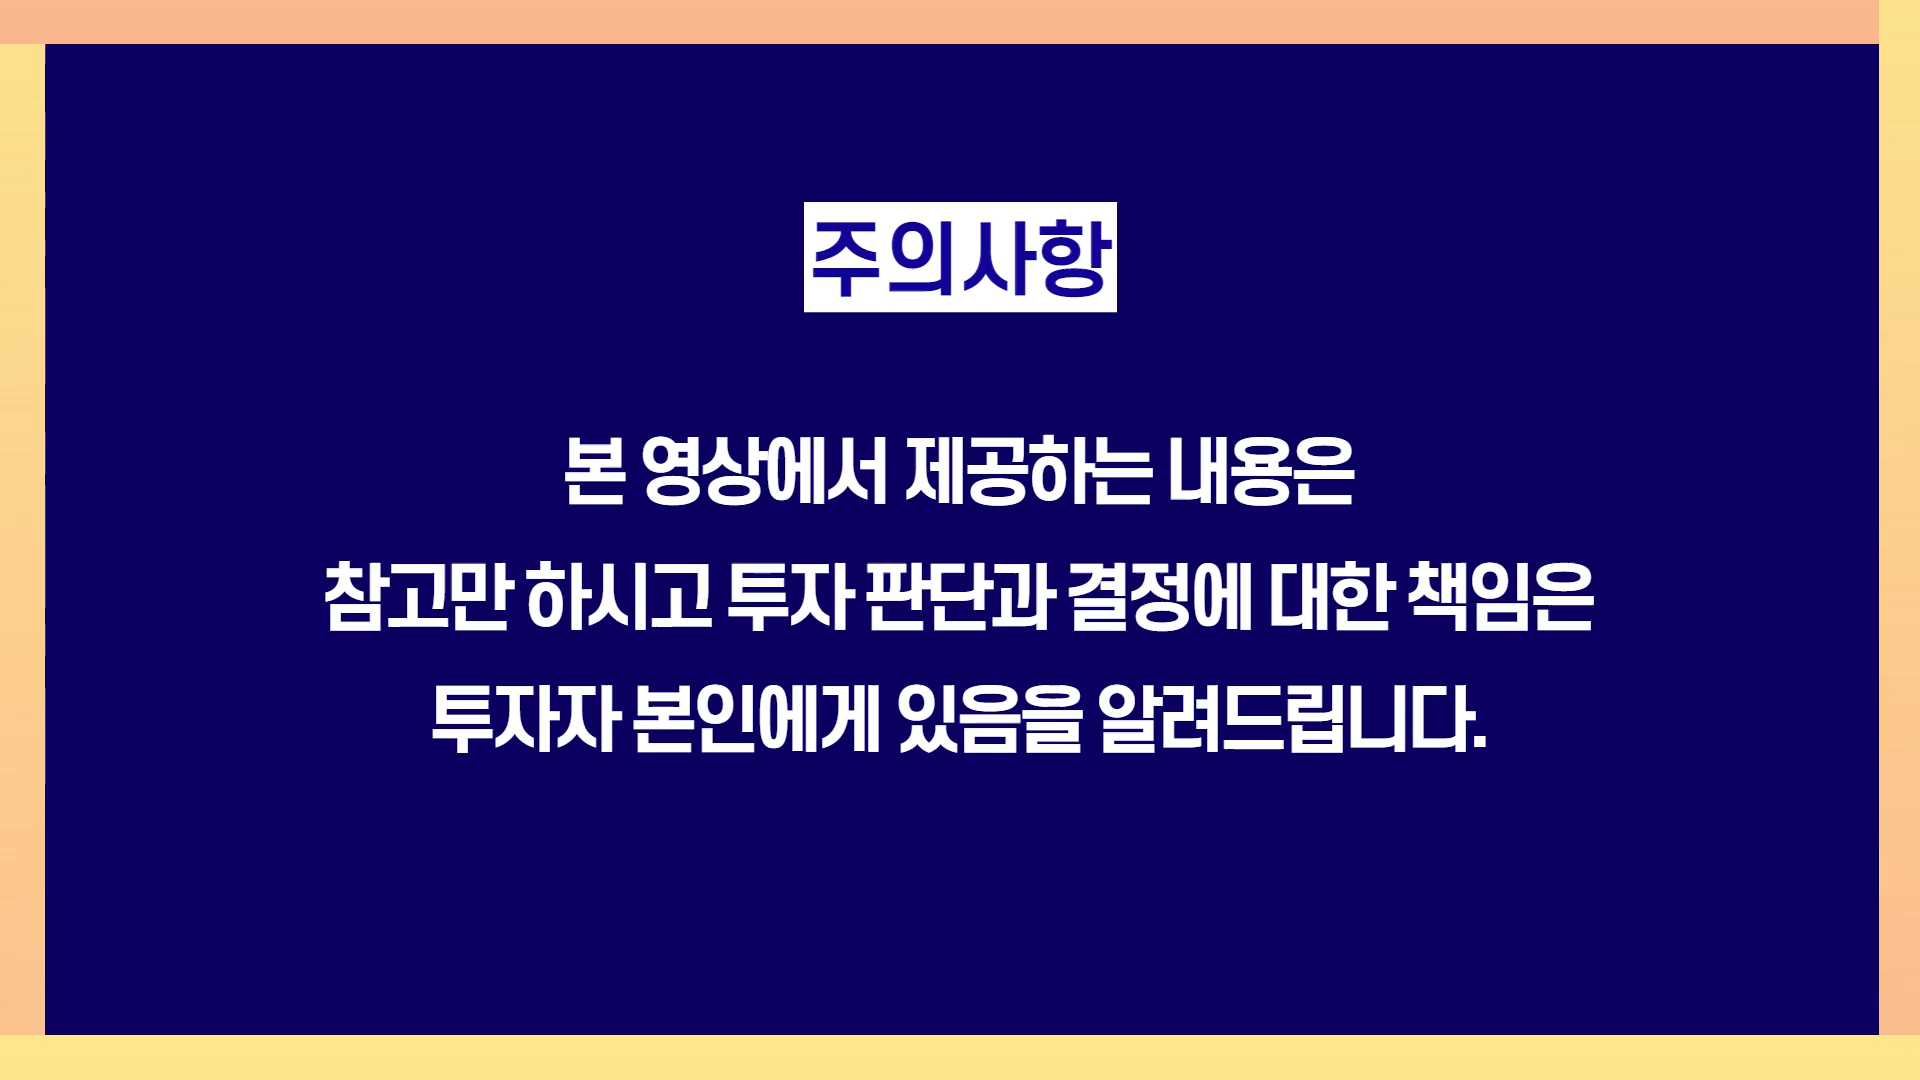 주의사항
본 영상에서 제공하는 내용은
참고만 하시고 투자 판단과 결정에 대한 책임은
투자자 본인에게 있음을 알려드립니다.